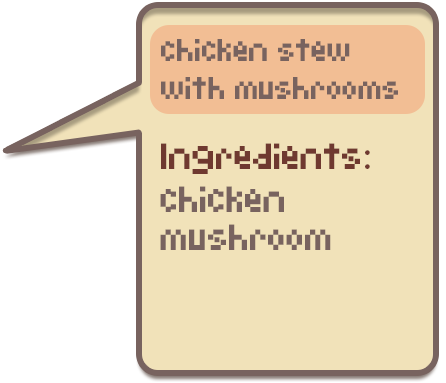 chicken stew
with mushrooms
Ingredients:
chicken
mushroom